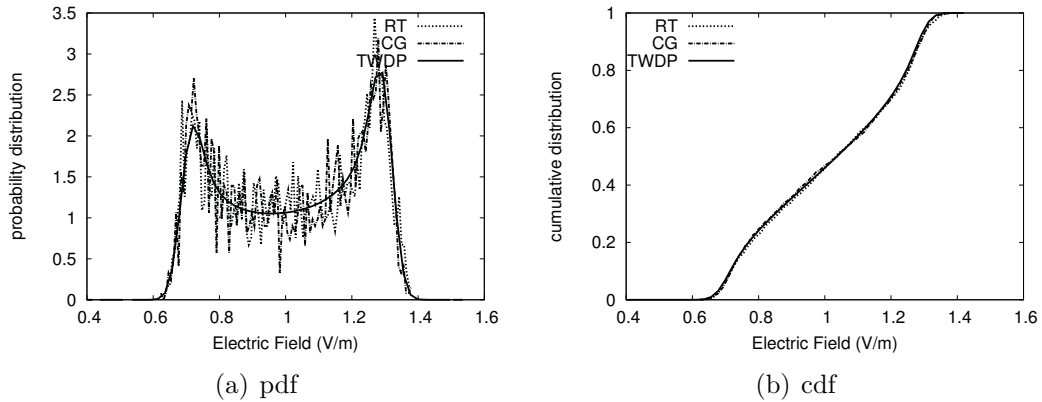 3.5
3
2.5
2
1.5
1
0.5
0
probability distribution
RT
CG
TWDP
0.4 0.6 0.8 1 1.2 1.4 1.6
Electric Field (V/m)
(a) pdf
1
0.8
0.6
0.4
0.2
0
cumulative distribution
RT
CG
TWDP
0.4 0.6 0.8 1 1.2 1.4 1.6
Electric Field (V/m)
(b) cdf